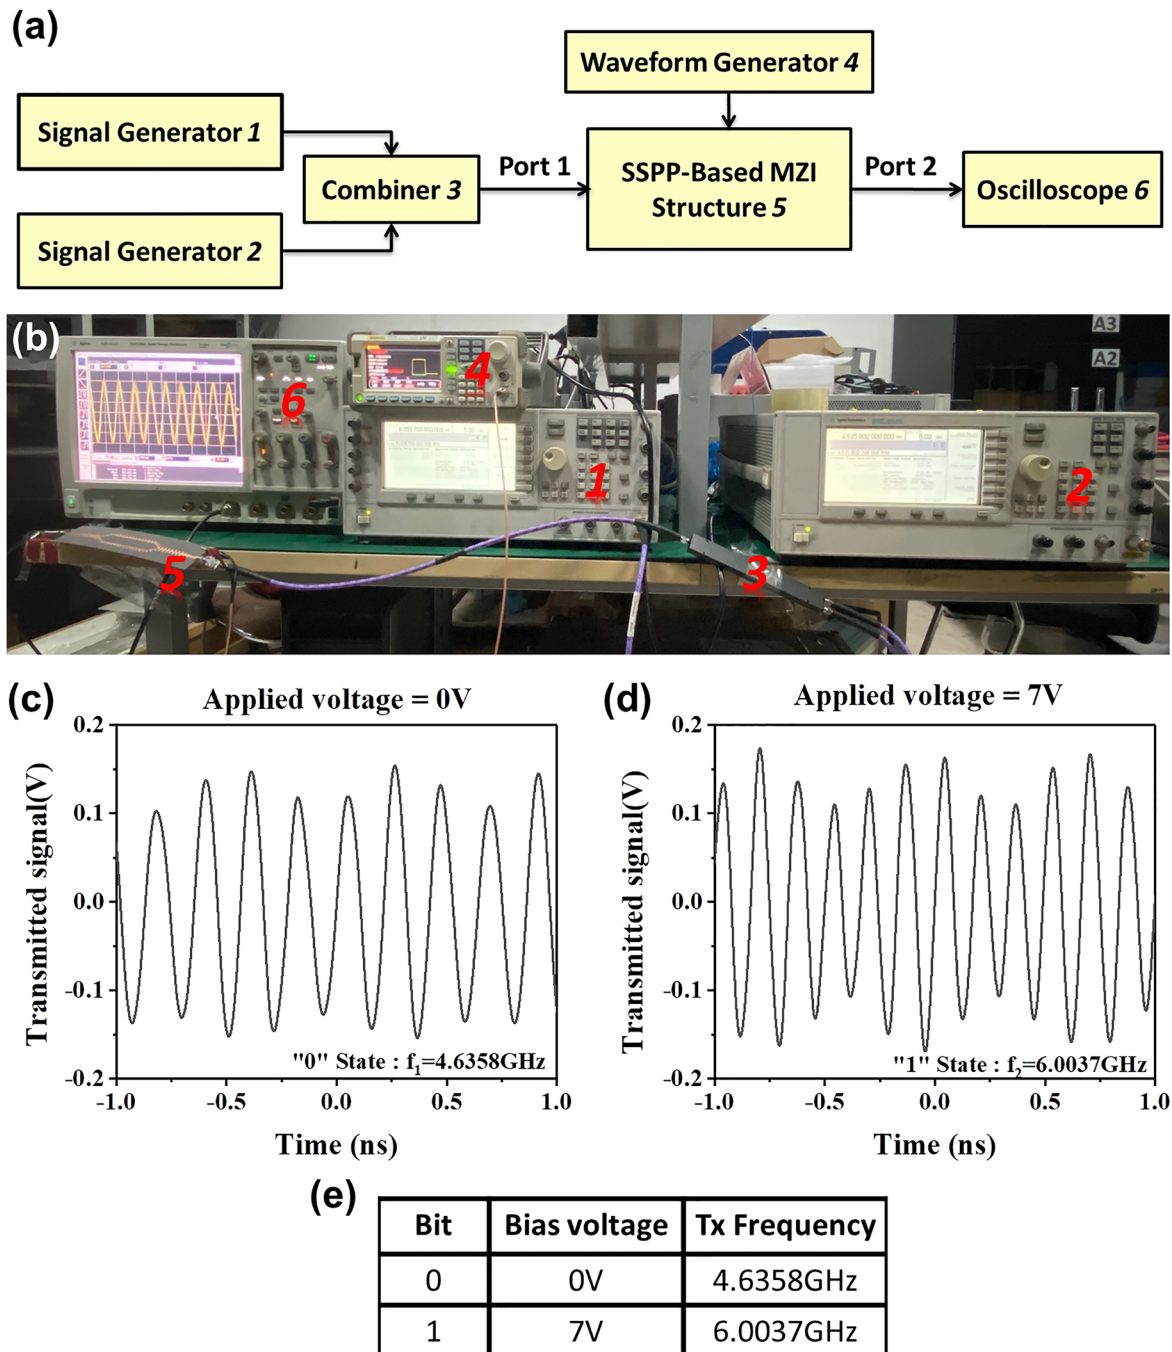 (a)
Waveform Generator 4
Signal Generator 1
Combiner 3
Port 1
SSPP-Based MZI
Structure 5
Port 2
Oscilloscope 6
Signal Generator 2
(b)
A3
A2
4
6
1
2
5
3
(c)
Applied voltage = 0V
0.2
0.1
0.0
-0.1
-0.2
Transmitted signal(V)
"0" State : f1=4.6358GHz
-1.0 -0.5 0.0 0.5 1.0
Time (ns)
(d)
Applied voltage = 7V
0.2
0.1
0.0
-0.1
-0.2
Transmitted signal(V)
"1" State : f2=6.0037GHz
-1.0 -0.5 0.0 0.5 1.0
Time (ns)
(e)
Bit Bias voltage Tx Frequency
0 0V 4.6358GHz
1 7V 6.0037GHz